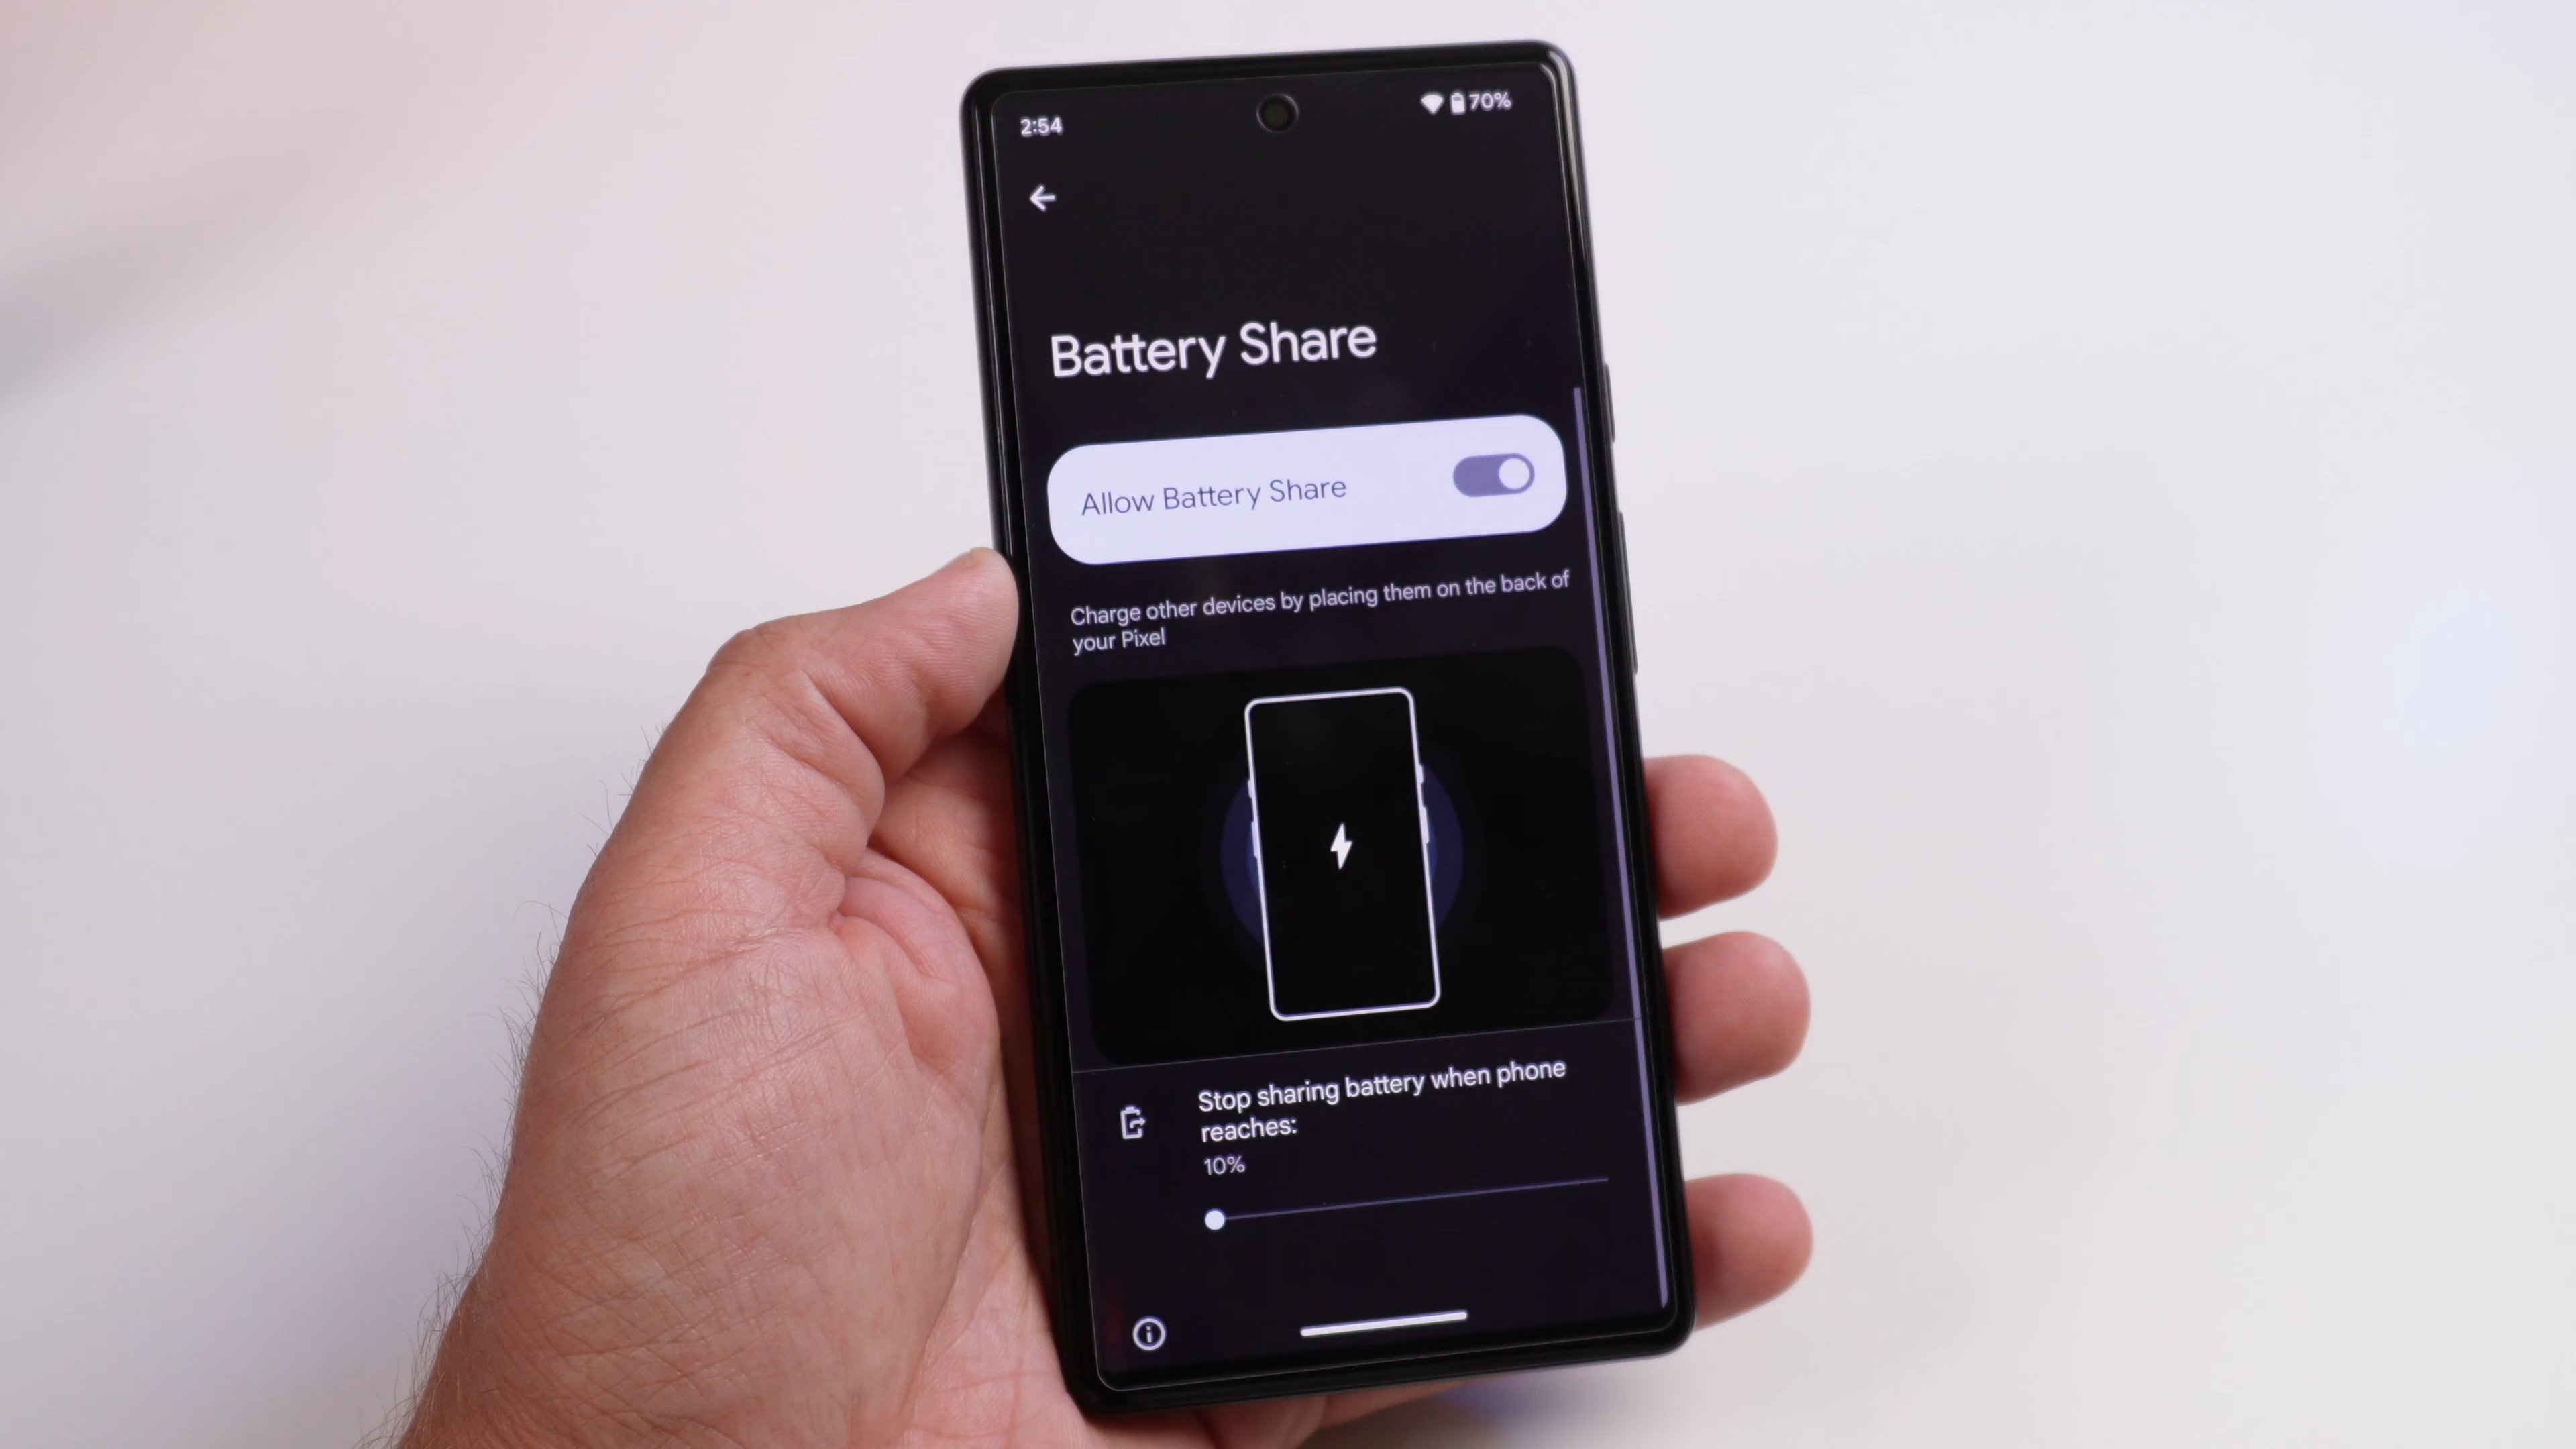 2:54
70%
Battery Share
Allow Battery Share
Charge other devices by placing them on the back of
your Pixel
Stop sharing battery when phone
reaches:
10%